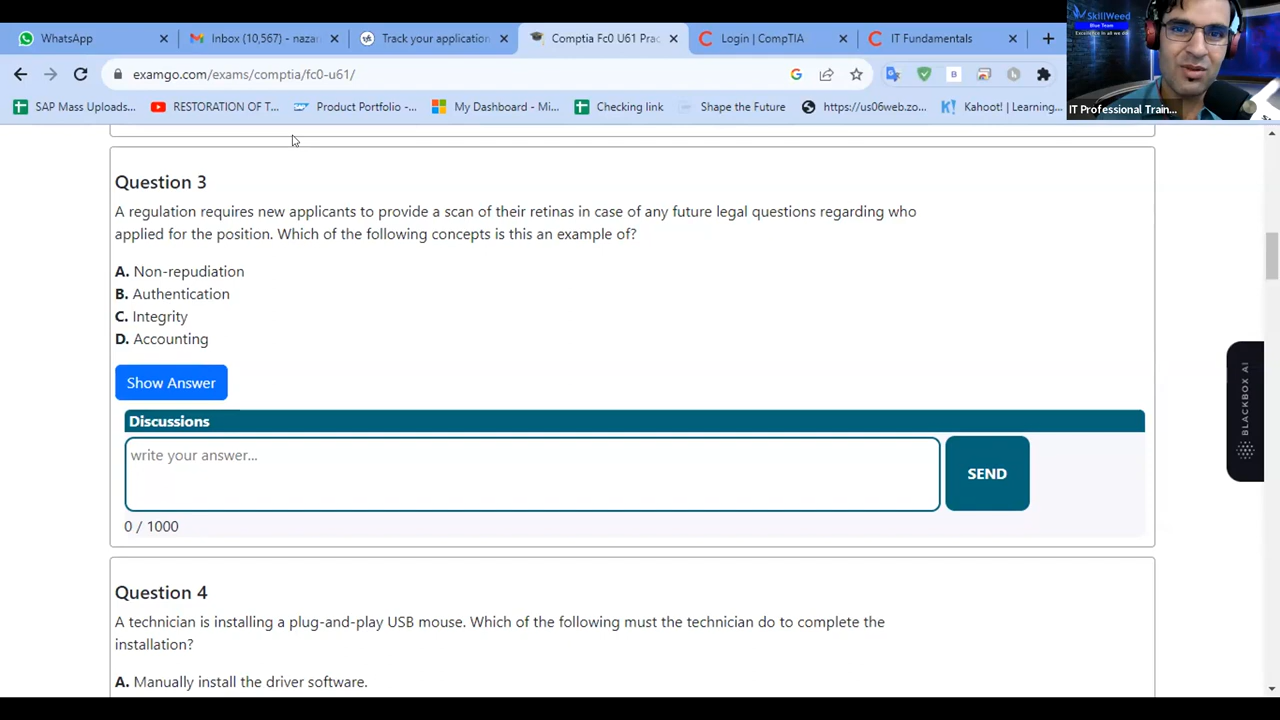 WhatsApp
Inbox (10,567) - nazar
Track your application
Comptia Fc0 U61 Prac
Login | CompTIA
IT Fundamentals
SkillWeed
Blue Team
IT Professional Train...
examgo.com/exams/comptia/fc0-u61/
SAP Mass Uploads...
RESTORATION OF T...
Product Portfolio -...
My Dashboard - Mi...
Checking link
Shape the Future
https://us06web.zo...
Kahoot! | Learning...
Question 3
A regulation requires new applicants to provide a scan of their retinas in case of any future legal questions regarding who
applied for the position. Which of the following concepts is this an example of?
A. Non-repudiation
B. Authentication
C. Integrity
D. Accounting
Show Answer
Discussions
write your answer...
SEND
0 / 1000
BLACKBOX AI
Question 4
A technician is installing a plug-and-play USB mouse. Which of the following must the technician do to complete the
installation?
A. Manually install the driver software.